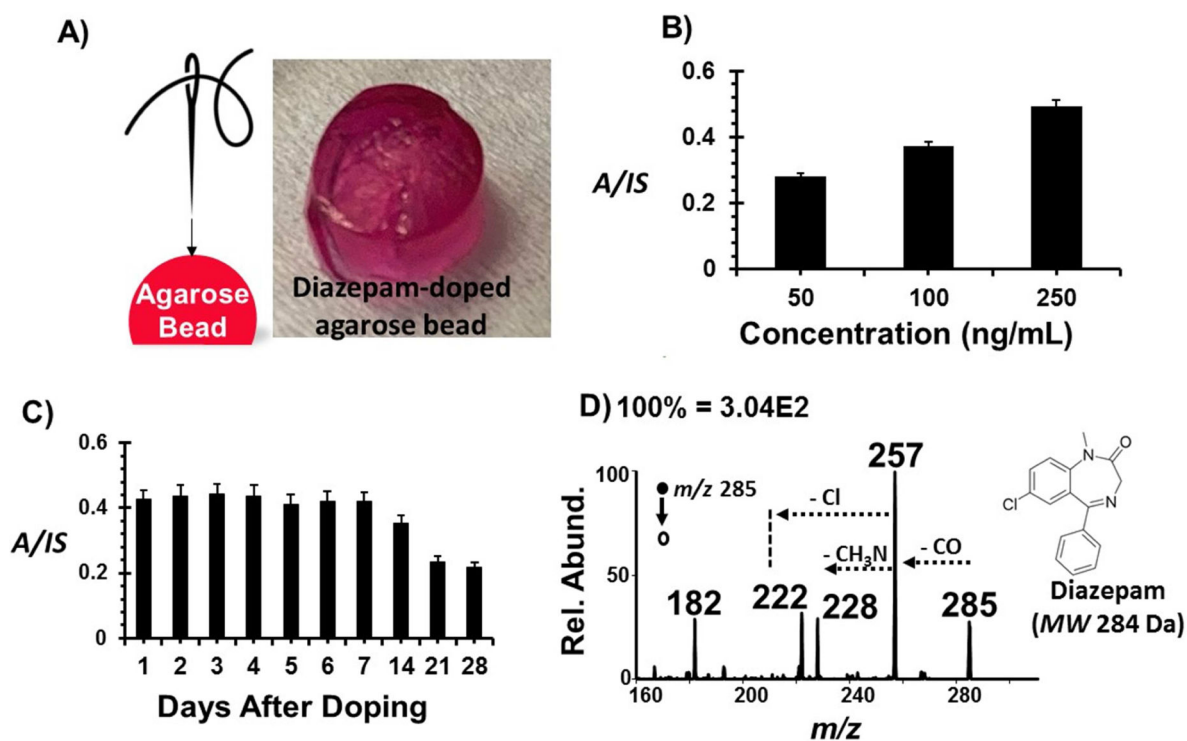 A)
Agarose
Bead
Diazepam-doped
agarose bead
B)
0.6
0.4
A/IS
0.2
0
50 100 250
Concentration (ng/mL)
C)
0.6
0.4
A/IS
0.2
0
1 2 3 4 5 6 7 14 21 28
Days After Doping
D) 100% = 3.04E2
Rel. Abund.
100
50
0
m/z 285
257
- Cl
- CH₃N
- CO
182
222
228
285
160 200 240 280
m/z
N
O
Cl
N
Diazepam
(MW 284 Da)